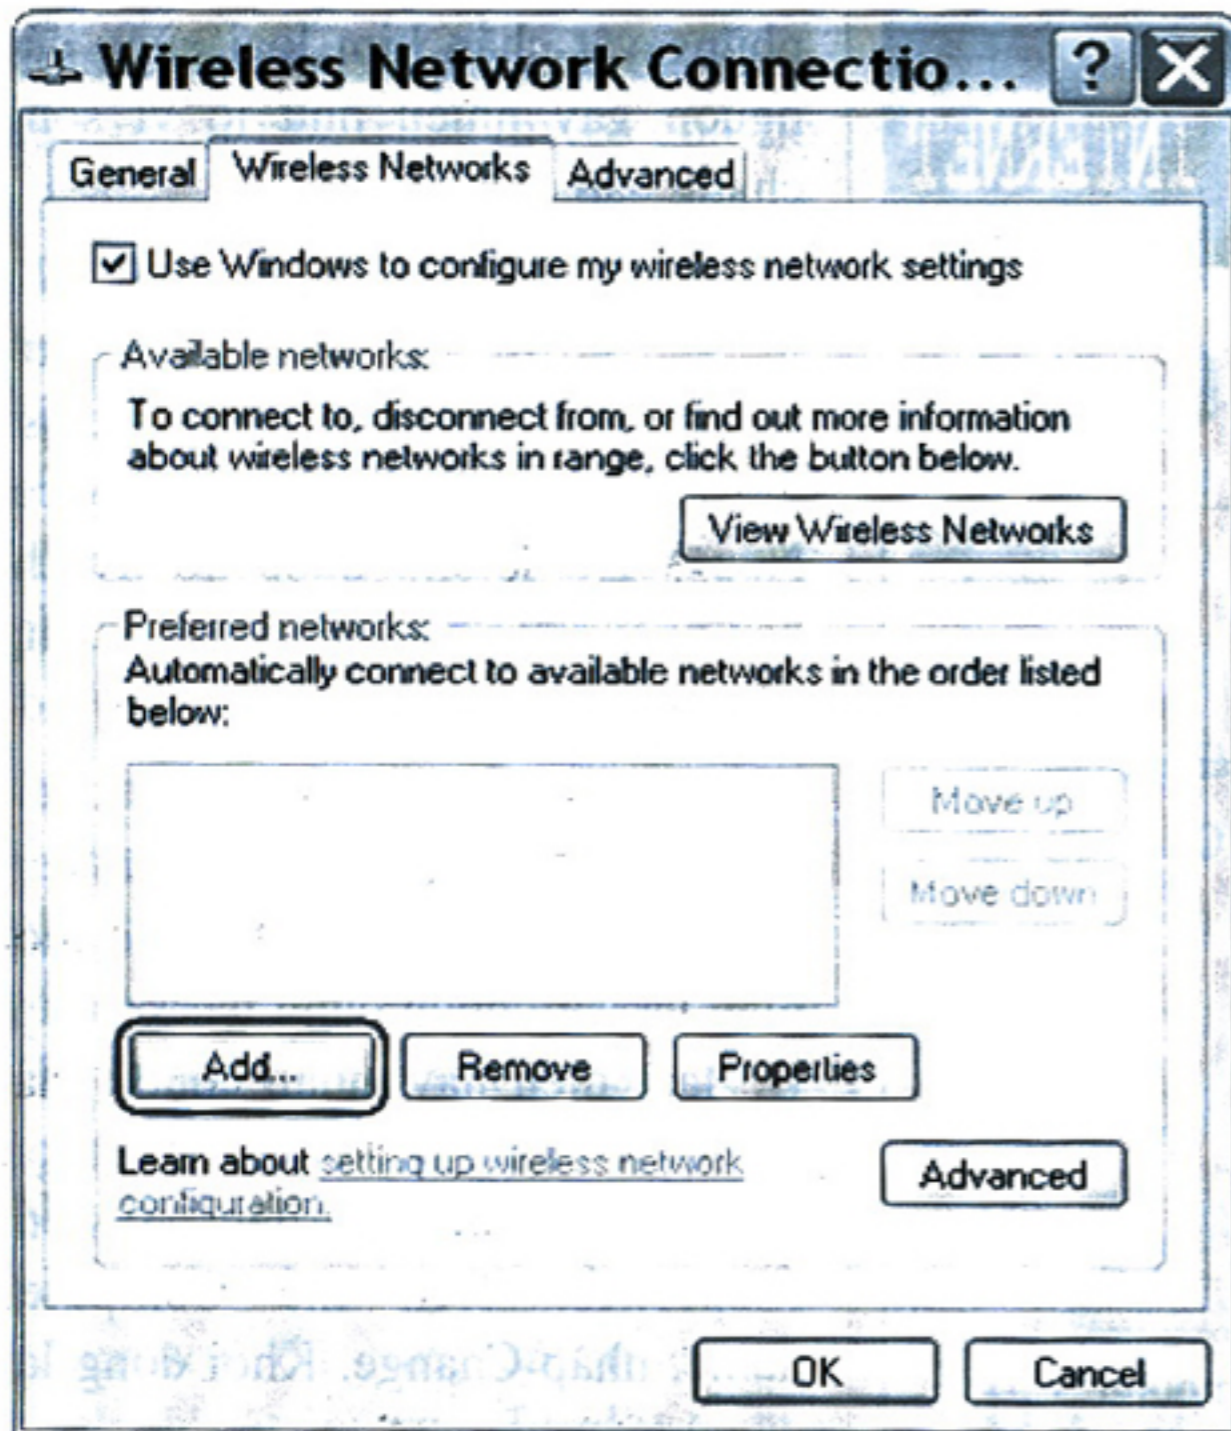 Wireless Network Connectio...
General Wireless Networks Advanced
Use Windows to configure my wireless network settings
Available networks:
To connect to, disconnect from, or find out more information
about wireless networks in range, click the button below.
View Wireless Networks
Preferred networks:
Automatically connect to available networks in the order listed
below:
Move up
Move down
Add... Remove Properties
Learn about setting up wireless network
configuration.
Advanced
OK Cancel